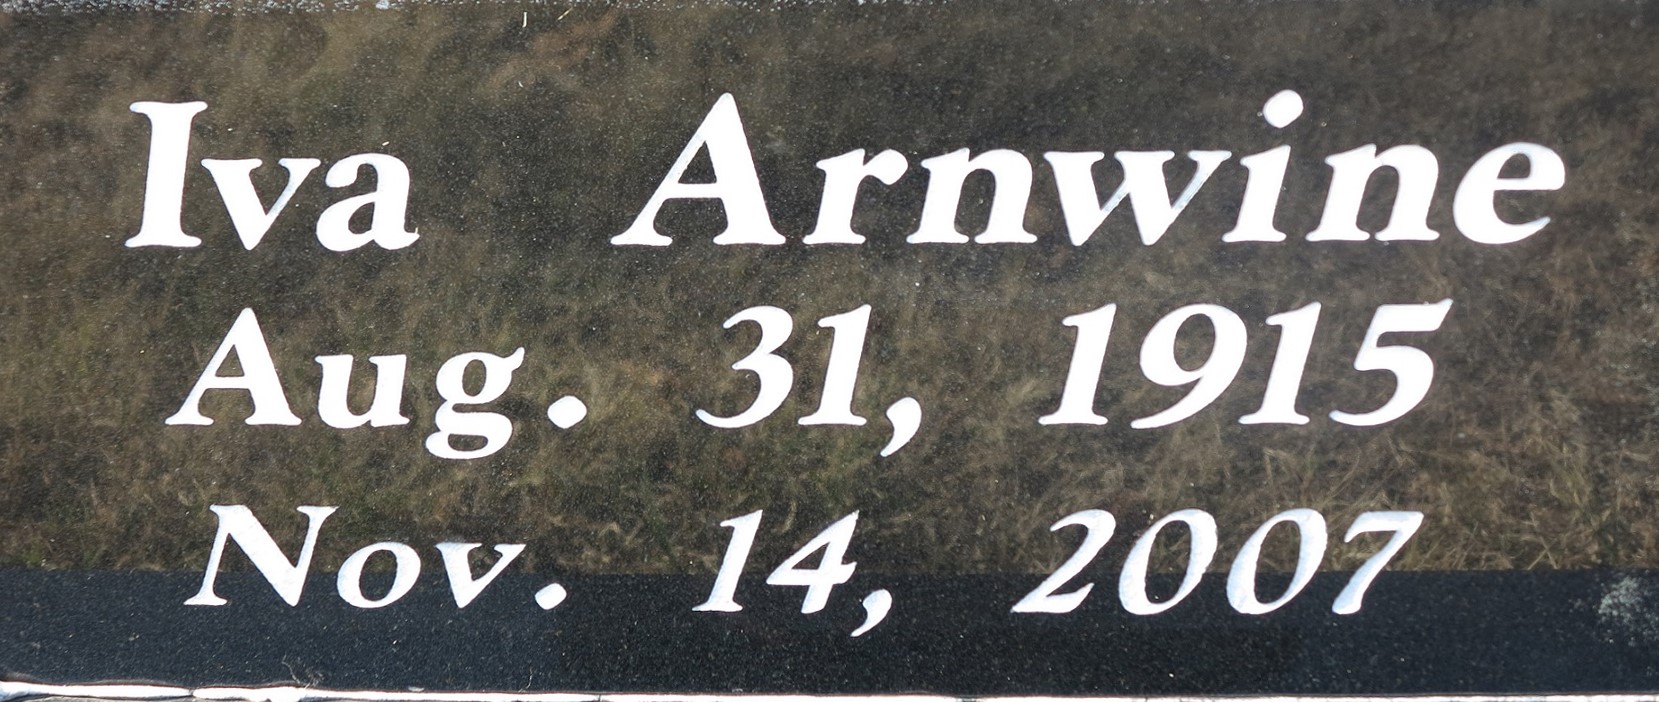 Iva Arnwine
Aug. 31, 1915
Nov. 14, 2007